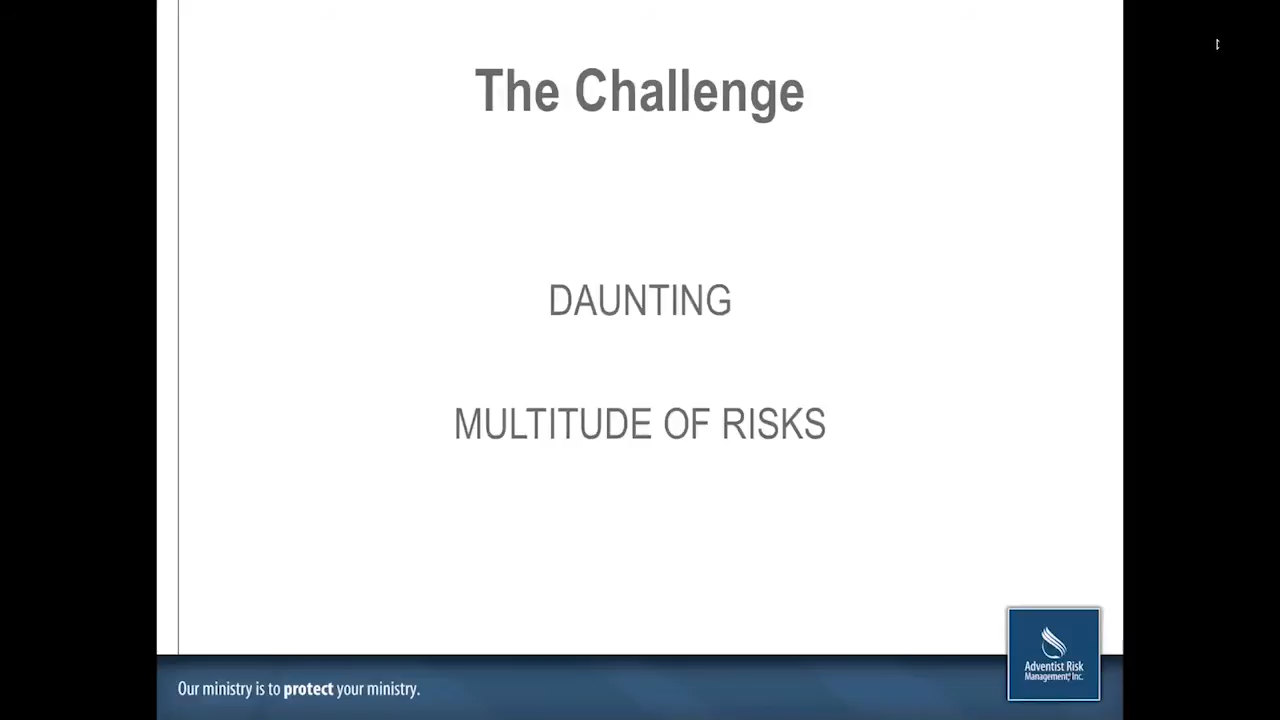 The Challenge
DAUNTING
MULTITUDE OF RISKS
Our ministry is to protect your ministry.
Adventist Risk
Management, Inc.